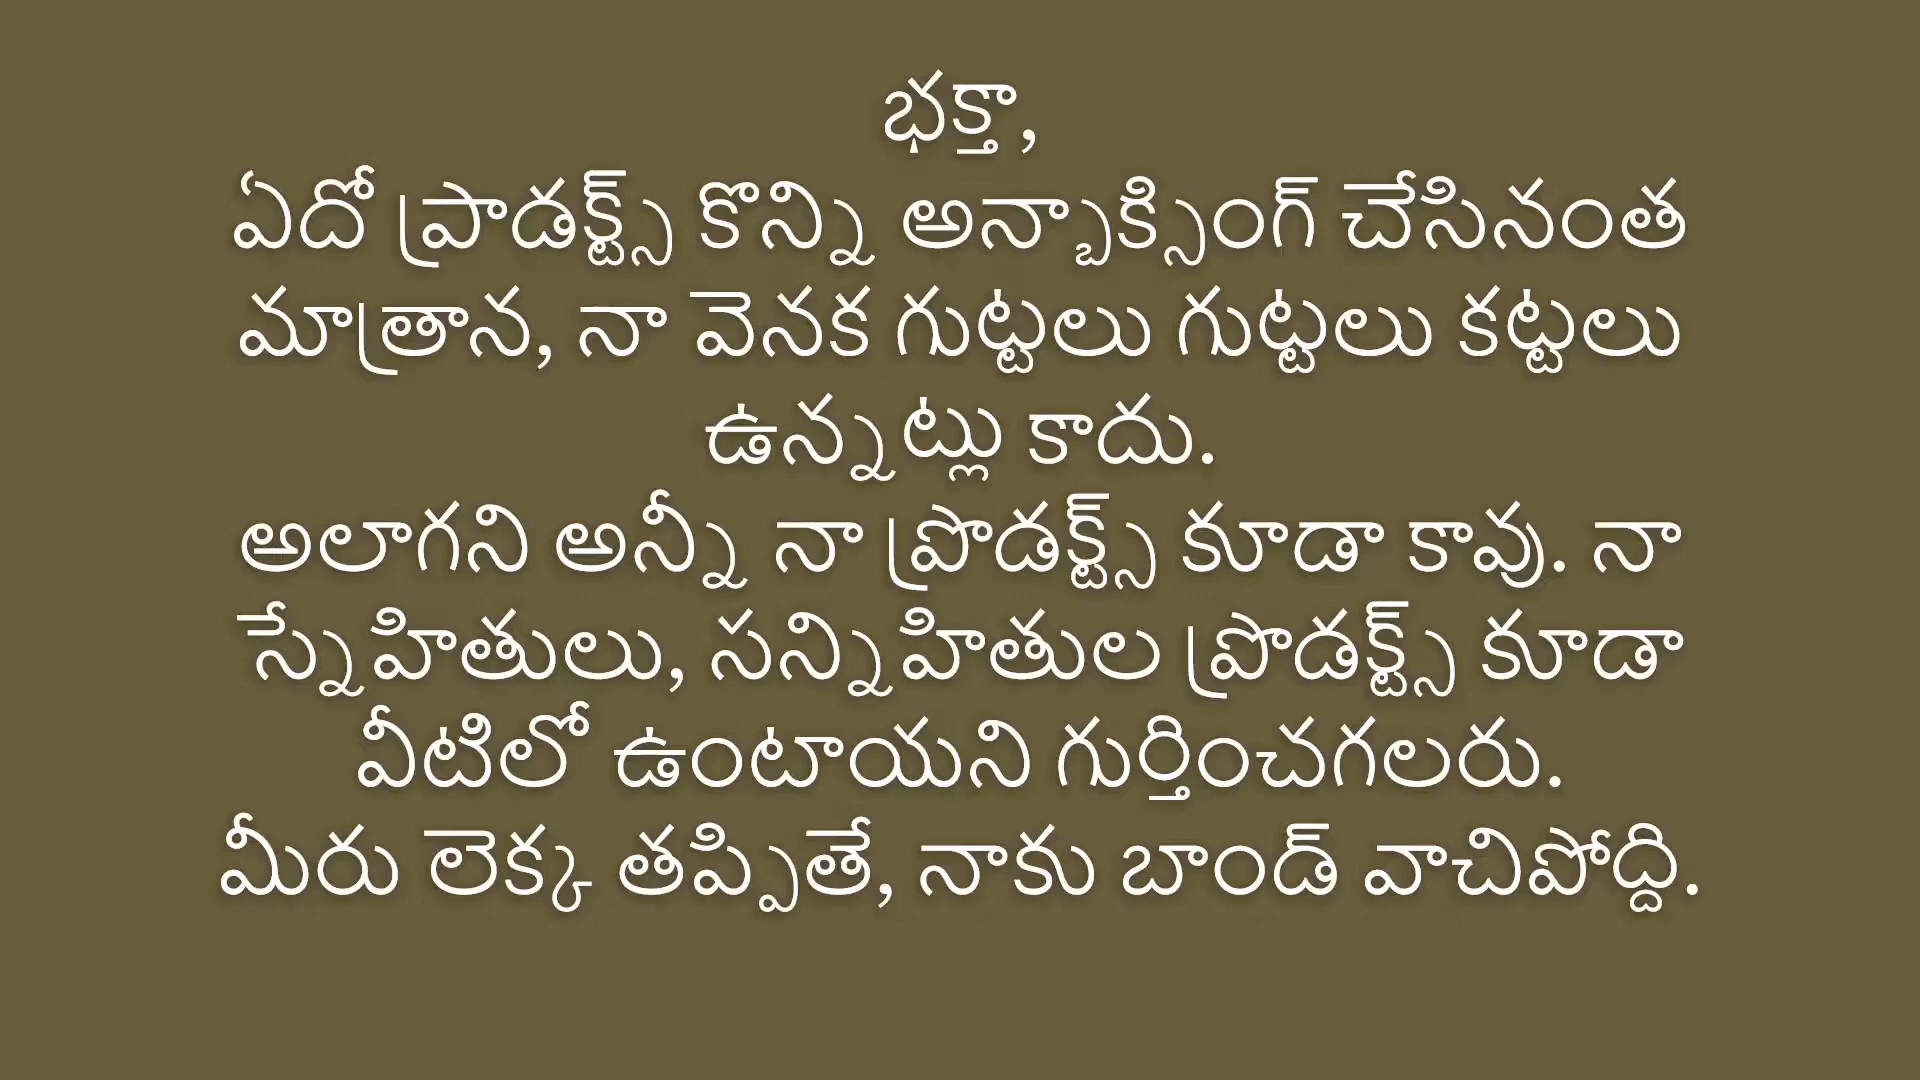 భక్తా,
ఏదో ప్రాడక్ట్స్ కొన్ని అన్బాక్సింగ్ చేసినంత
మాత్రాన, నా వెనక గుట్టలు గుట్టలు కట్టలు
ఉన్నట్లు కాదు.
అలాగని అన్నీ నా ప్రొడక్ట్స్ కూడా కావు. నా
స్నేహితులు, సన్నిహితుల ప్రొడక్ట్స్ కూడా
వీటిలో ఉంటాయని గుర్తించగలరు.
మీరు లెక్క తప్పితే, నాకు బాండ్ వాచిపోద్ది.